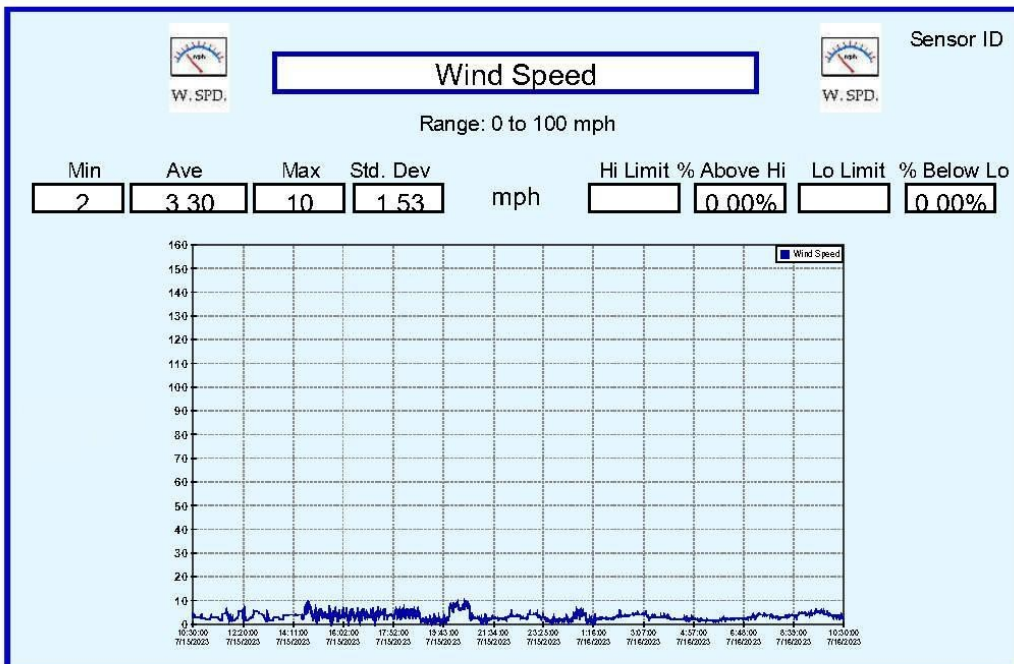 Sensor ID
mph
W. SPD.
Wind Speed
mph
W. SPD.
Range: 0 to 100 mph
Min Ave Max Std. Dev mph Hi Limit % Above Hi Lo Limit % Below Lo
2 3.30 10 1.53 0.00% 0.00%
Wind Speed
160
150
140
130
120
110
100
90
80
70
60
50
40
30
20
10
0
10:30:00 12:20:00 14:11:00 16:02:00 17:52:00 19:43:00 21:34:00 23:25:00 1:16:00 3:07:00 4:57:00 6:48:00 8:39:00 10:30:00
7/15/2023 7/15/2023 7/15/2023 7/15/2023 7/15/2023 7/15/2023 7/15/2023 7/15/2023 7/16/2023 7/16/2023 7/16/2023 7/16/2023 7/16/2023 7/16/2023